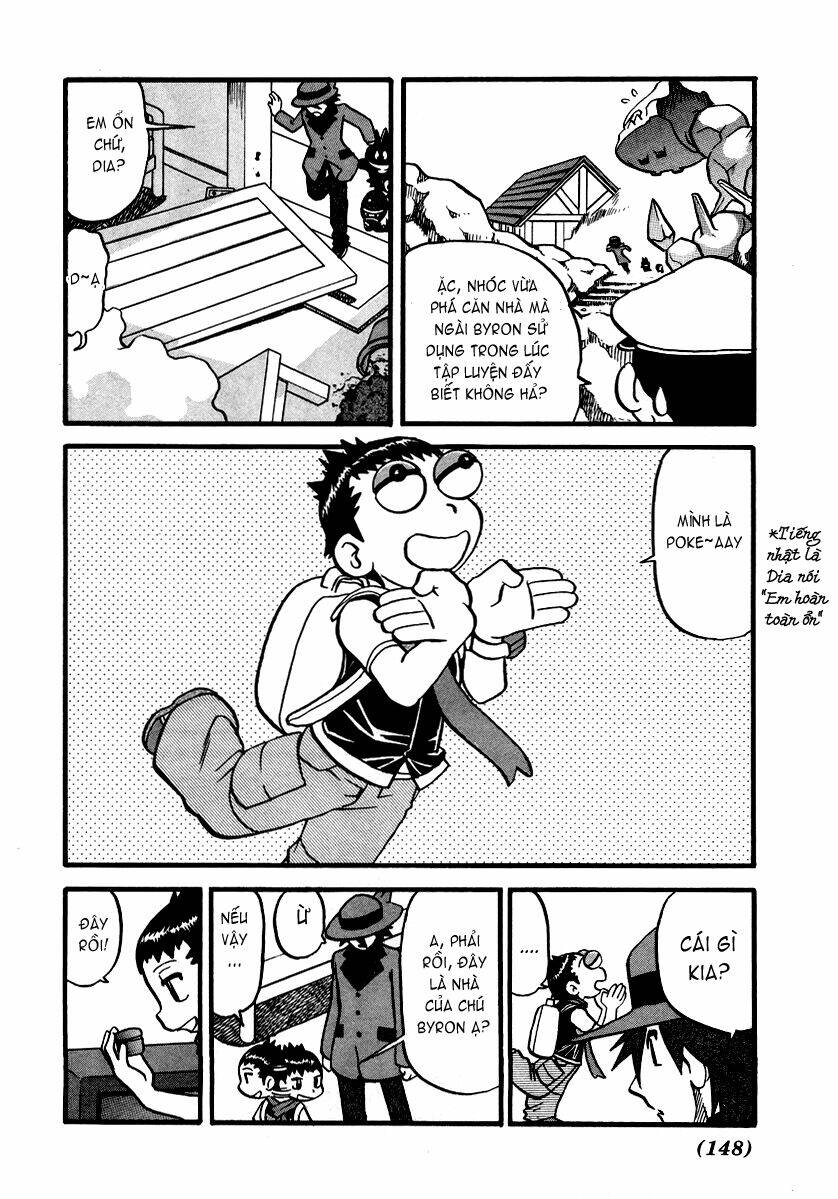 ẶC, NHÓC VỪA
PHÁ CĂN NHÀ MÀ
NGÀI BYRON SỬ
DỤNG TRONG LÚC
TẬP LUYỆN ĐẤY
BIẾT KHÔNG HẢ?
EM ỔN
CHỨ,
DIA?
D~Ạ
MÌNH LÀ
POKE~AAY
*Tiếng
nhật là
Dia nói
"Em hoàn
toàn ổn"
CÁI GÌ
KIA?
....
A, PHẢI
RỒI, ĐÂY
LÀ NHÀ
CỦA CHÚ
BYRON Ạ?
Ừ
NẾU
VẬY
...
ĐÂY
RỒI!
(148)